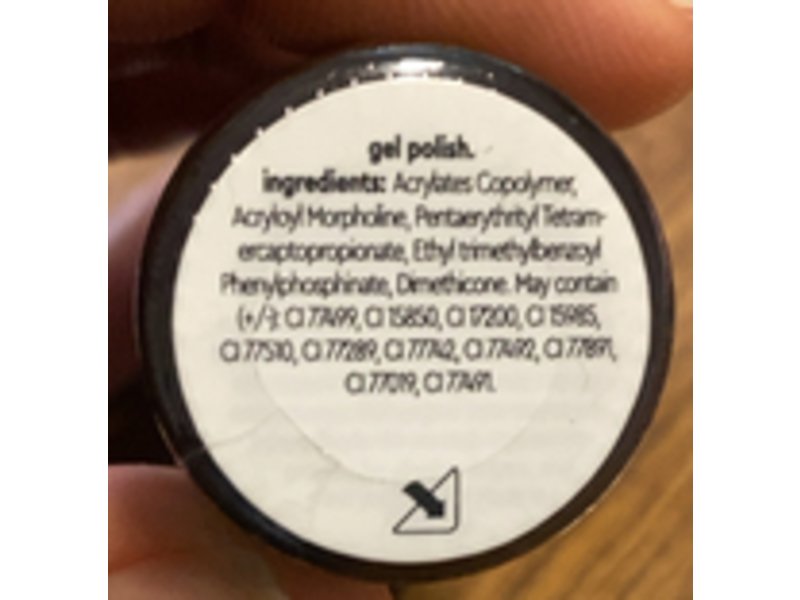 gel polish.
ingredients: Acrylates Copolymer,
Acryloyl Morpholine, Pentaerythrityl Tetram-
ercaptopropionate, Ethyl trimethylbenzoyl
Phenylphosphinate, Dimethicone. May contain
(+/-): CI 77499, CI 15850, CI 17200, CI 15985,
CI 77510, CI 77289, CI 77742, CI 77492, CI 77891,
CI 77019, CI 77491.